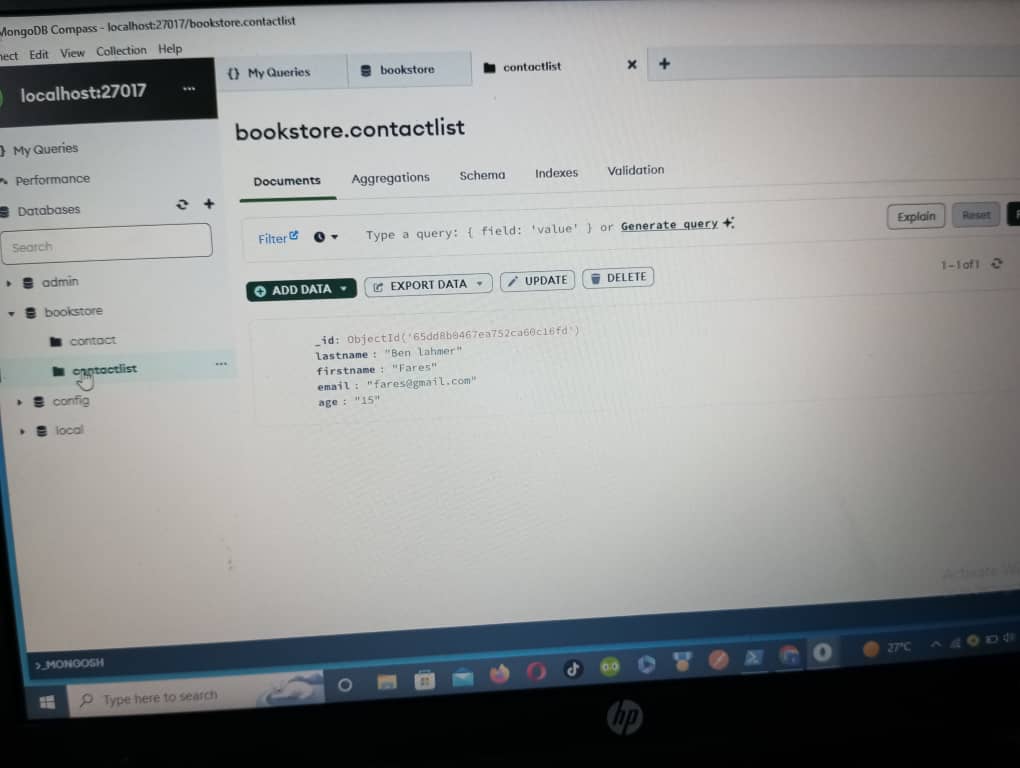 MongoDB Compass - localhost:27017/bookstore.contactlist
Edit View Collection Help
localhost:27017 ...
{} My Queries
bookstore
contactlist
My Queries
Performance
Databases
Search
admin
bookstore
contact
contactlist ...
config
local
bookstore.contactlist
Documents Aggregations Schema Indexes Validation
Filter Type a query: { field: 'value' } or Generate query
Explain Reset
ADD DATA EXPORT DATA UPDATE DELETE
1-1 of 1
_id: ObjectId('65dd8b0467ea752ca60c16fd')
lastname : "Ben lahmer"
firstname : "Fares"
email : "fares@gmail.com"
age : "15"
Activate
>_MONGOSH
Type here to search
27°C
hp